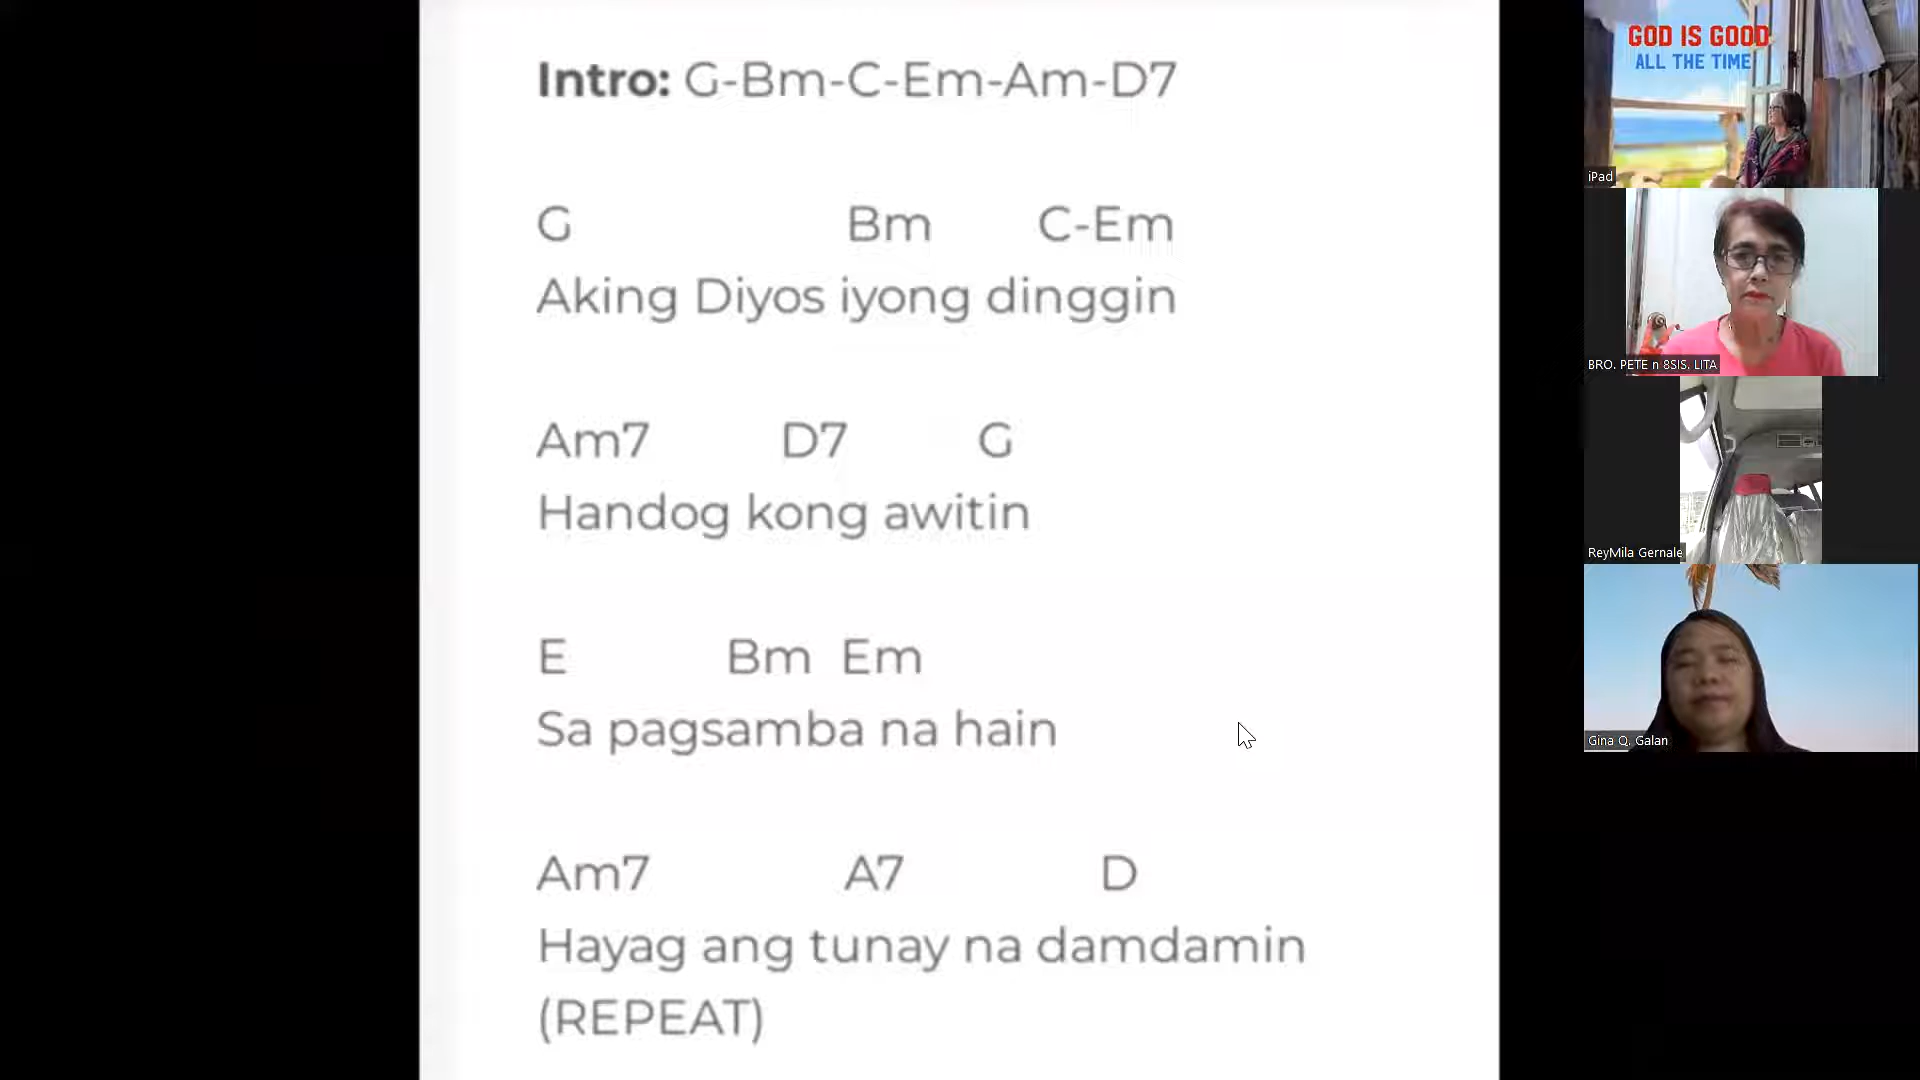 Intro: G-Bm-C-Em-Am-D7
G Bm C-Em
Aking Diyos iyong dinggin
Am7 D7 G
Handog kong awitin
E Bm Em
Sa pagsamba na hain
Am7 A7 D
Hayag ang tunay na damdamin
(REPEAT)
GOD IS GOOD
ALL THE TIME
iPad
BRO. PETE n 8SIS. LITA
ReyMila Gernale
Gina Q. Galan